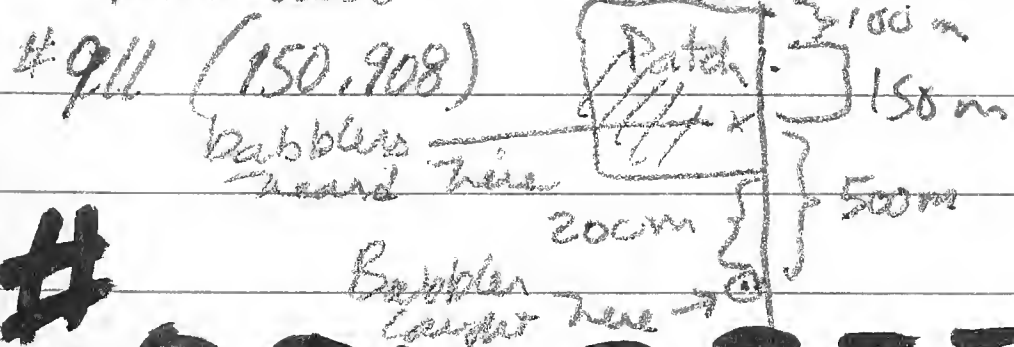 #911 (150.908)
Patch
100 m
150 m
babblers
heard here
500m
200m
Babbler
caught here
#